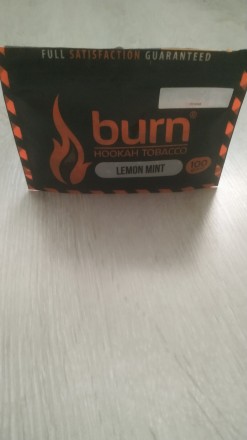 FULL SATISFACTION GUARANTEED
burn®
HOOKAH TOBACCO
LEMON MINT
100